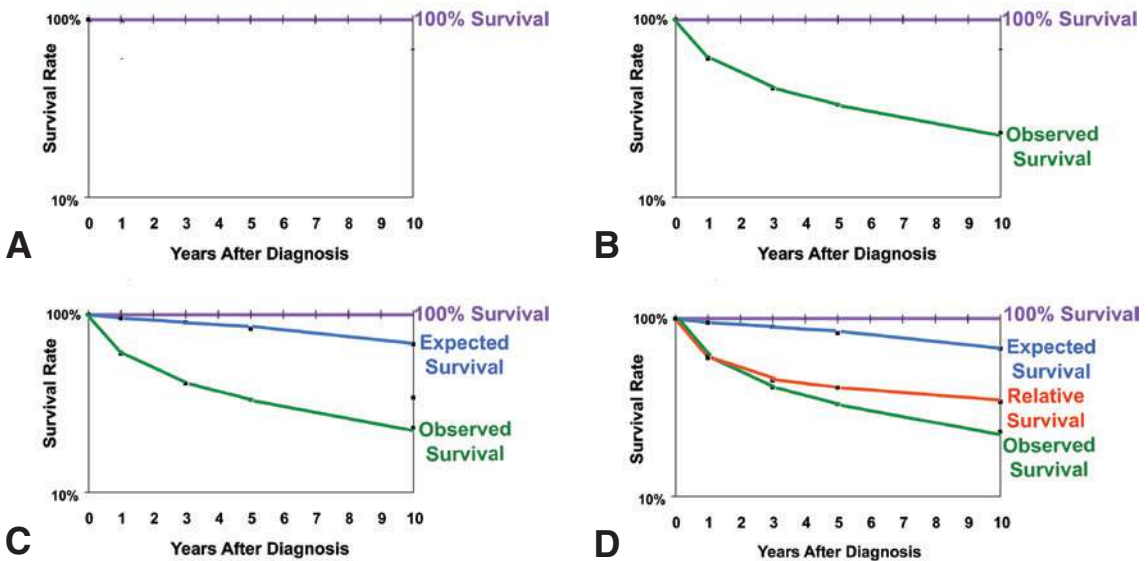 100%
100% Survival
Survival Rate
10%
0 1 2 3 4 5 6 7 8 9 10
Years After Diagnosis
A
100%
100% Survival
Survival Rate
Observed
Survival
10%
0 1 2 3 4 5 6 7 8 9 10
Years After Diagnosis
B
100%
100% Survival
Expected
Survival
Survival Rate
Observed
Survival
10%
0 1 2 3 4 5 6 7 8 9 10
Years After Diagnosis
C
100%
100% Survival
Expected
Survival
Relative
Survival
Survival Rate
Observed
Survival
10%
0 1 2 3 4 5 6 7 8 9 10
Years After Diagnosis
D